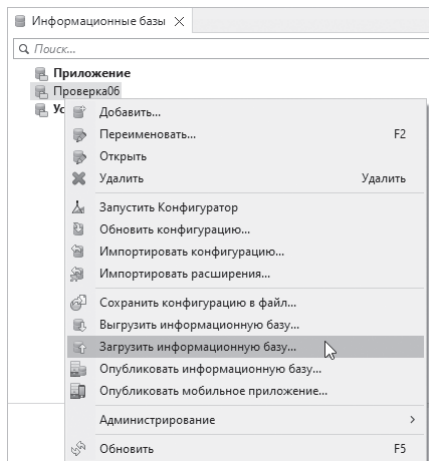 Информационные базы
Поиск...
Приложение
Проверка06
Ус
Добавить...
Переименовать... F2
Открыть
Удалить Удалить
Запустить Конфигуратор
Обновить конфигурацию...
Импортировать конфигурацию...
Импортировать расширения...
Сохранить конфигурацию в файл...
Выгрузить информационную базу...
Загрузить информационную базу...
Опубликовать информационную базу...
Опубликовать мобильное приложение...
Администрирование
Обновить F5